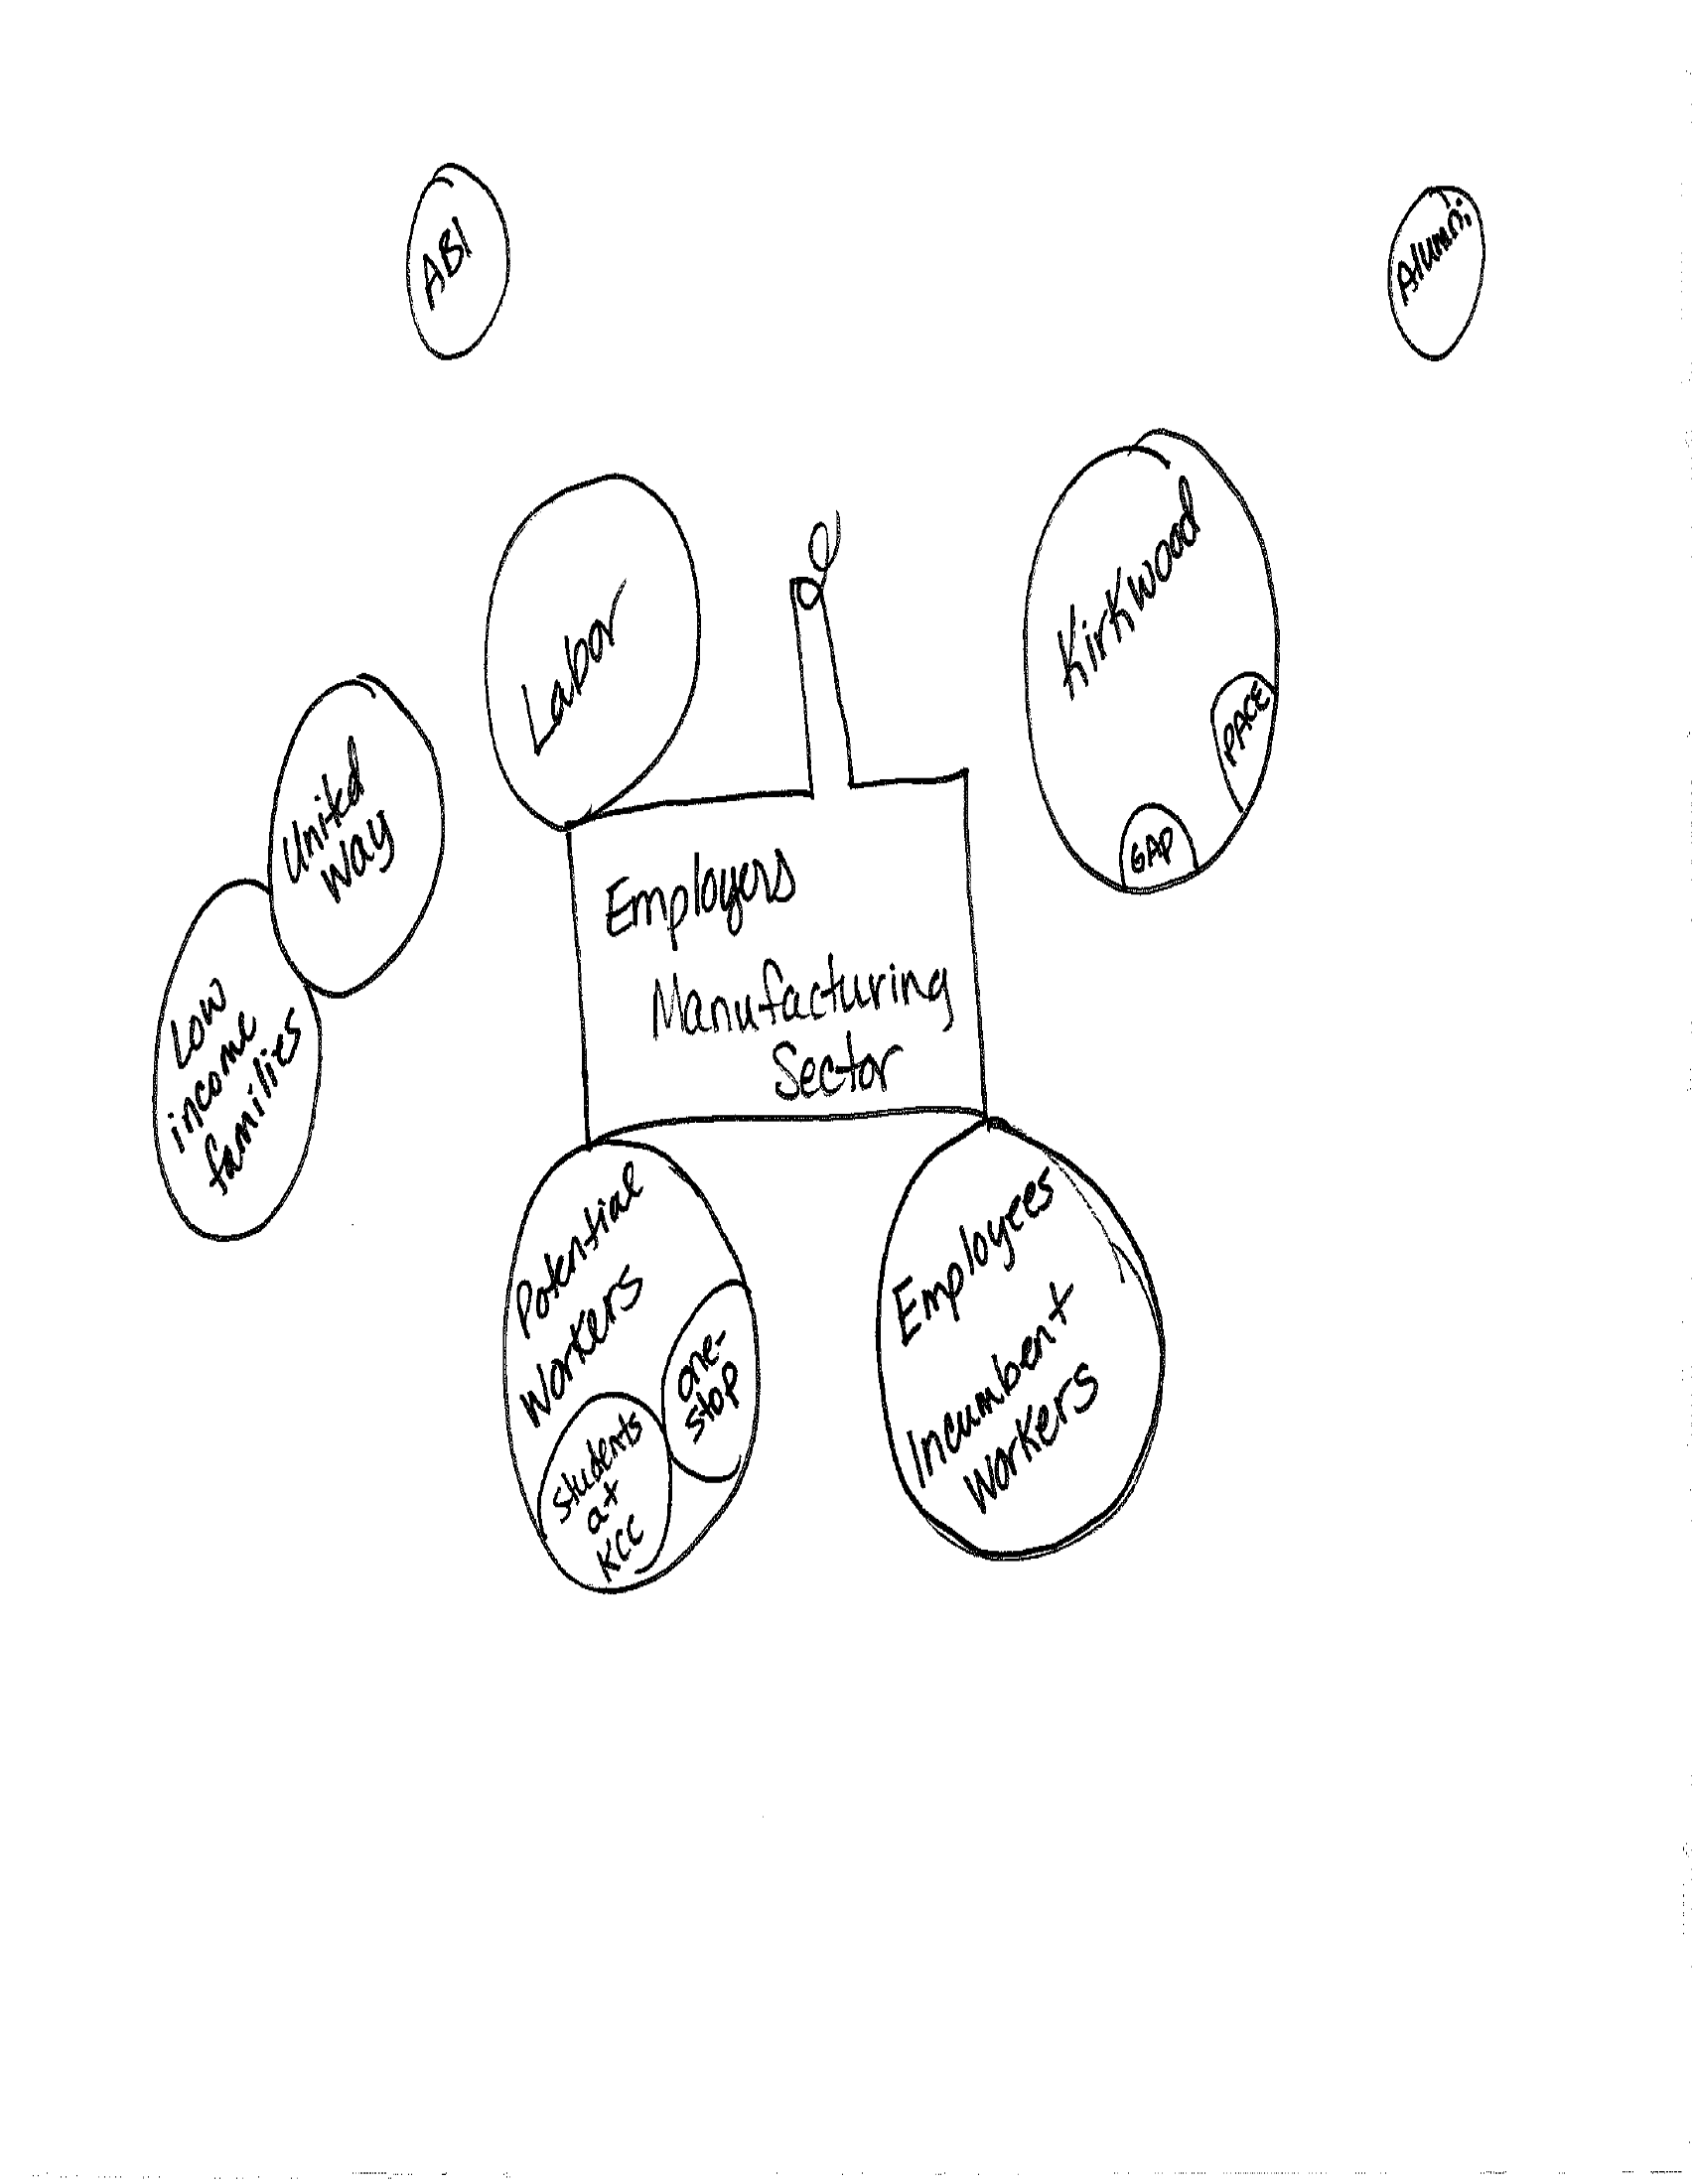 ABI
Alumni
Labor
Kirkwood
PACE
GAP
United
Way
Low
income
families
Employers
Manufacturing
Sector
Potential
Workers
one-
stop
Students
at
KCC
Employees
Incumbent
Workers